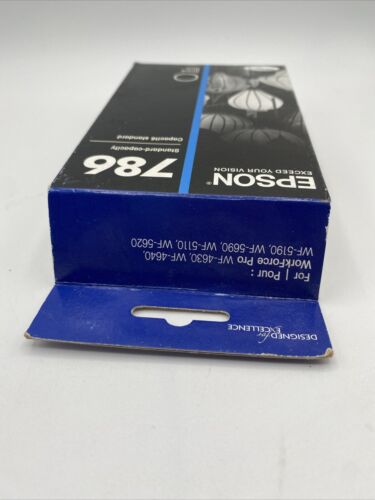 EPSON®
EXCEED YOUR VISION
786
Standard-capacity
Capacité standard
For | Pour :
WorkForce Pro
WF-4630, WF-4640,
WF-5190, WF-5690, WF-5110, WF-5620
DESIGNED for
EXCELLENCE